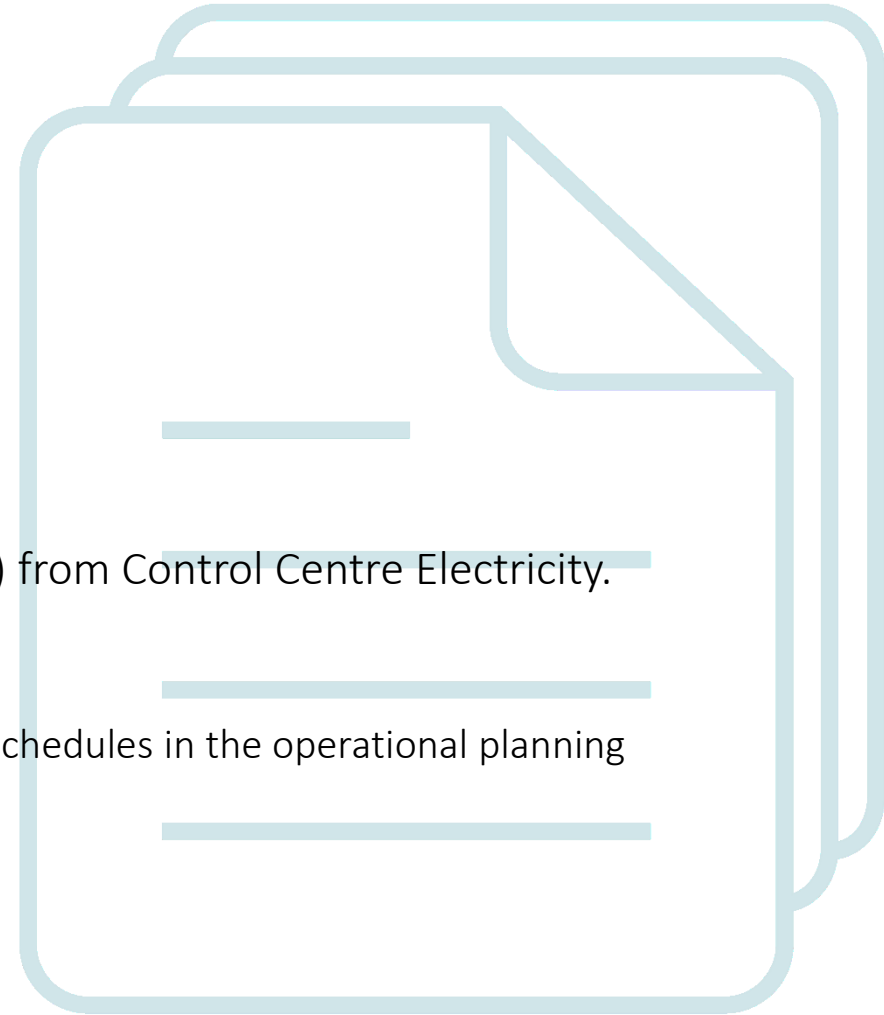 ) from Control Centre Electricity.
chedules in the operational planning